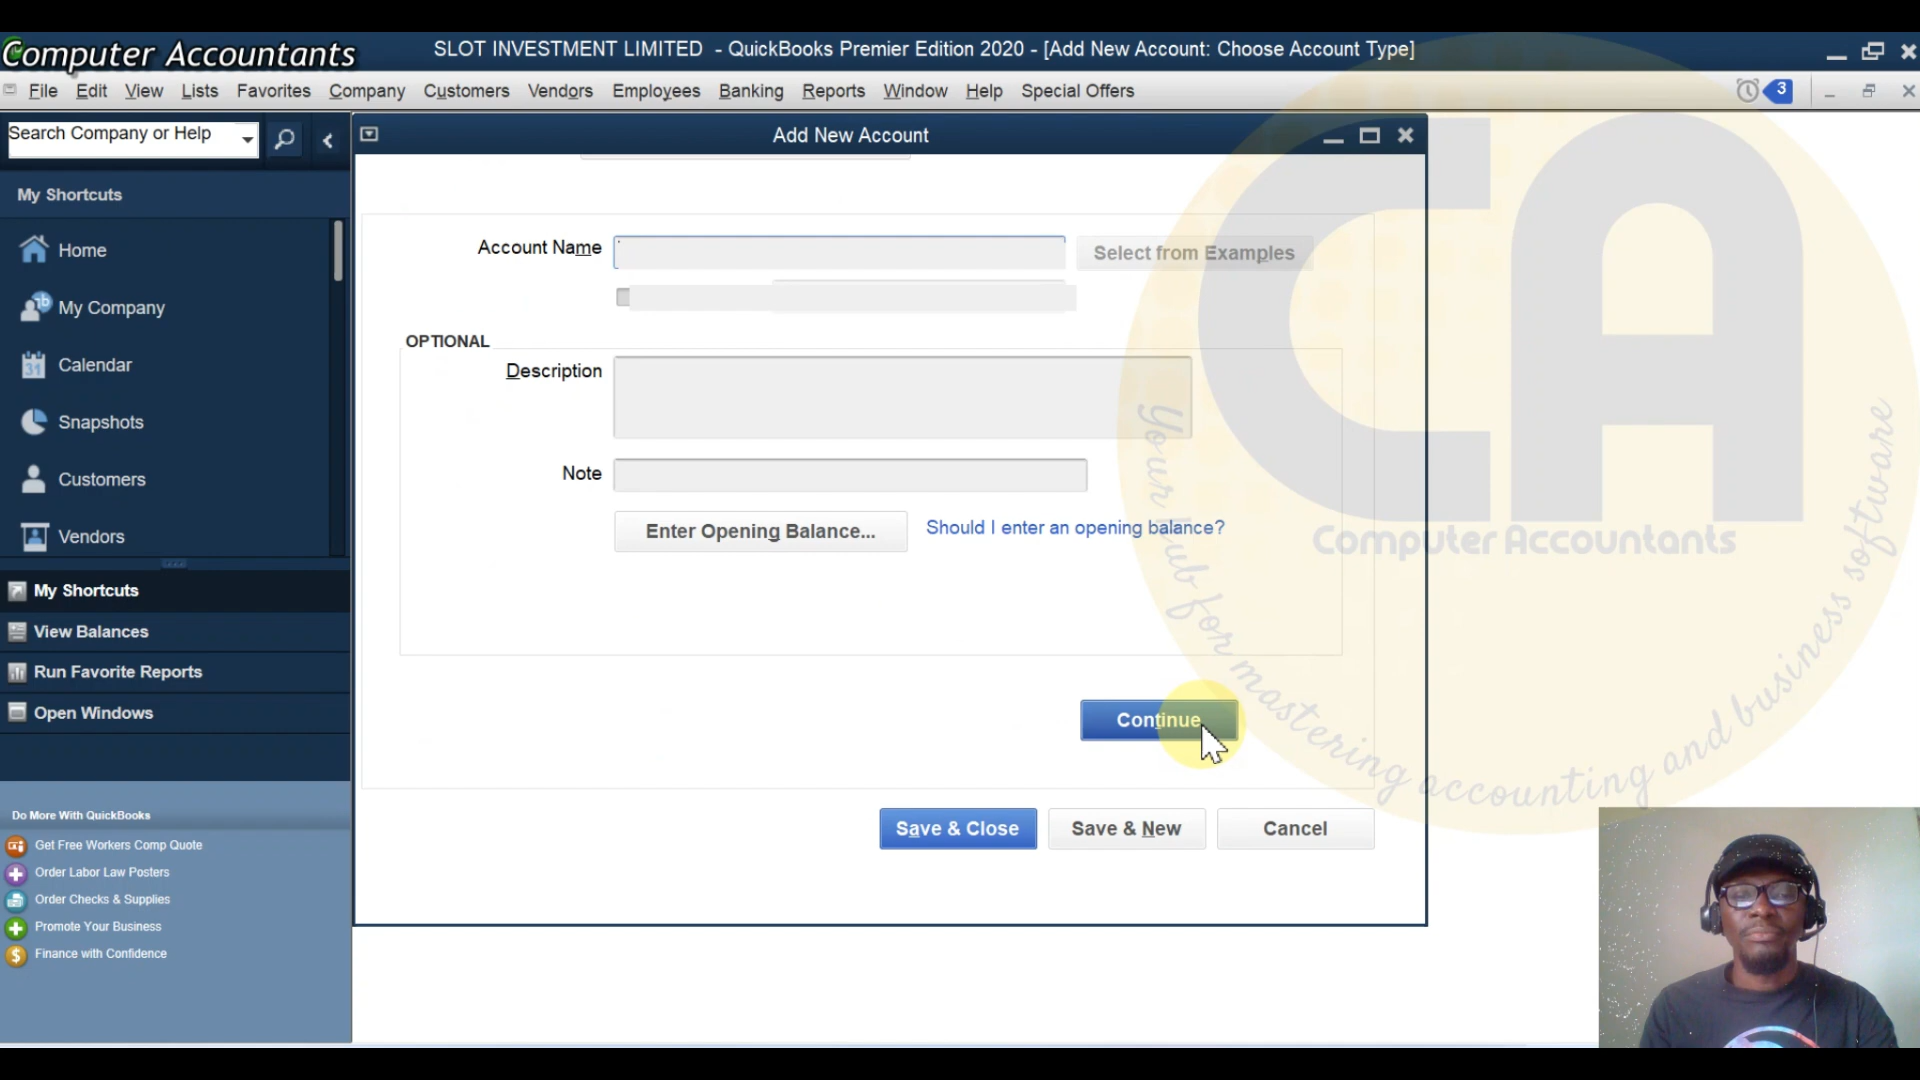 Computer Accountants
SLOT INVESTMENT LIMITED - QuickBooks Premier Edition 2020 - [Add New Account: Choose Account Type]
File Edit View Lists Favorites Company Customers Vendors Employees Banking Reports Window Help Special Offers 3
Search Company or Help
Add New Account
My Shortcuts
Home
My Company
Calendar
31
Snapshots
Customers
Vendors
My Shortcuts
View Balances
Run Favorite Reports
Open Windows
Do More With QuickBooks
Get Free Workers Comp Quote
Order Labor Law Posters
Order Checks & Supplies
Promote Your Business
Finance with Confidence
Account Name
Select from Examples
OPTIONAL
Description
Note
Enter Opening Balance...
Should I enter an opening balance?
Continue
Save & Close
Save & New
Cancel
CA
Computer Accountants
Your hub for mastering accounting and business software